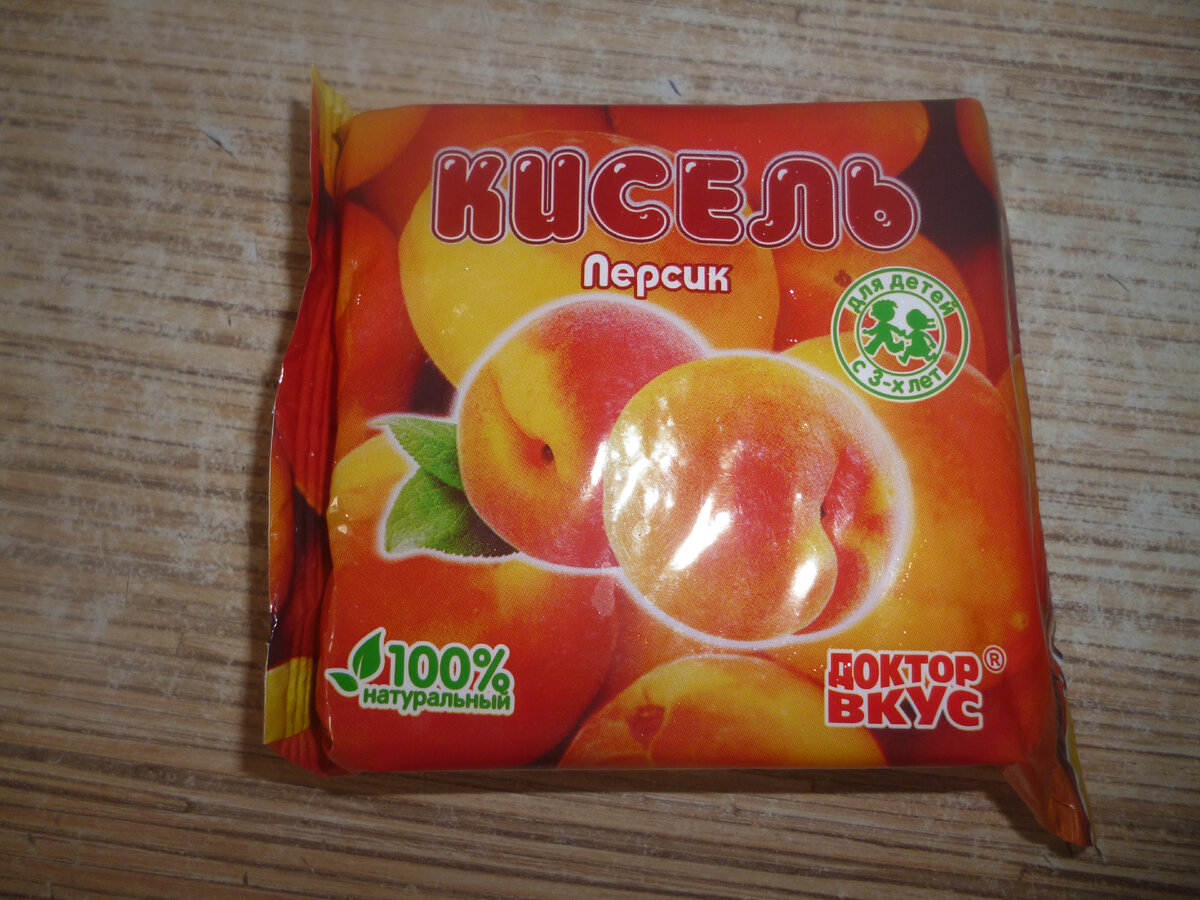 КИСЕЛЬ
Персик
для детей
с 3-х лет
100%
натуральный
ДОКТОР®
ВКУС